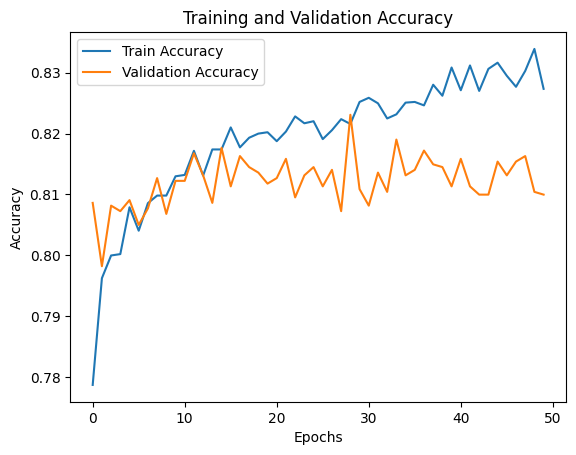 Training and Validation Accuracy
Train Accuracy
Validation Accuracy
0.83
0.82
0.81
0.80
0.79
0.78
Accuracy
0
10
20
30
40
50
Epochs